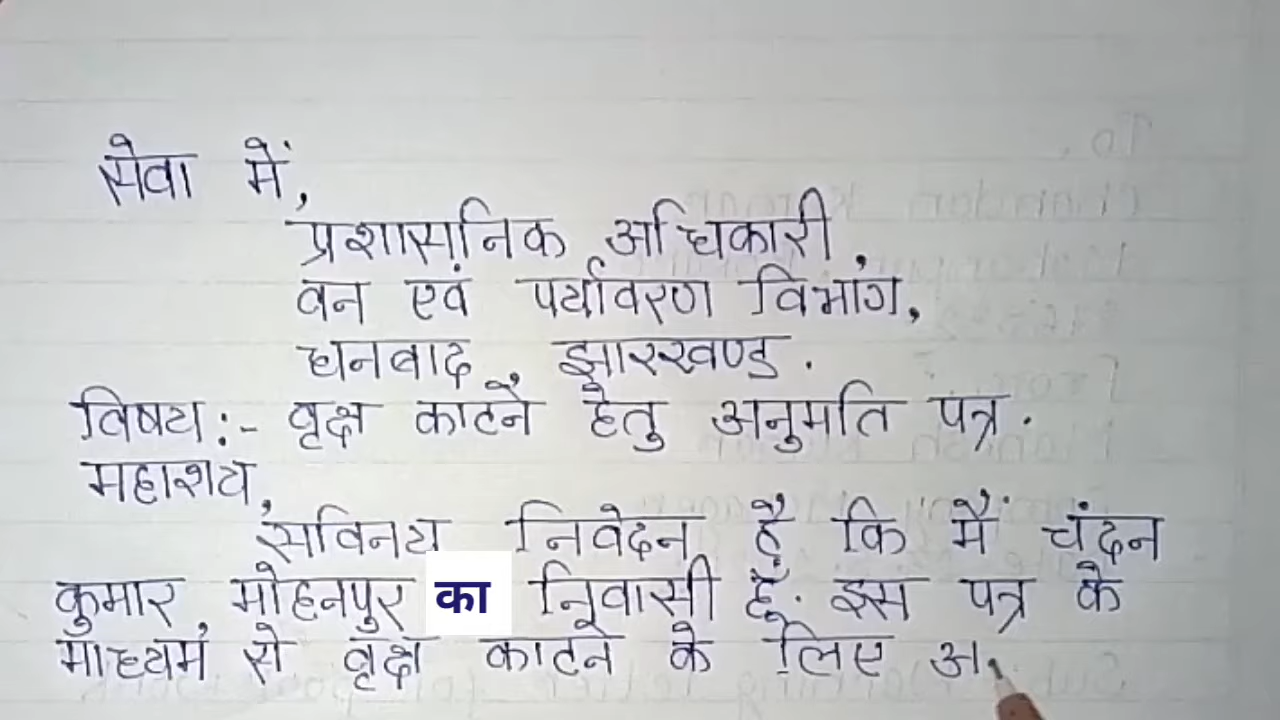 सेवा में,
प्रशासनिक अधिकारी,
वन एवं पर्यावरण विभाग,
धनबाद झारखण्ड.
विषय:- वृक्ष काटने हेतु अनुमति पत्र.
महाशय,
सविनय निवेदन है कि मैं चंदन
कुमार मोहनपुर का निवासी हूँ. इस पत्र के
माध्यम से वृक्ष काटने के लिए अ